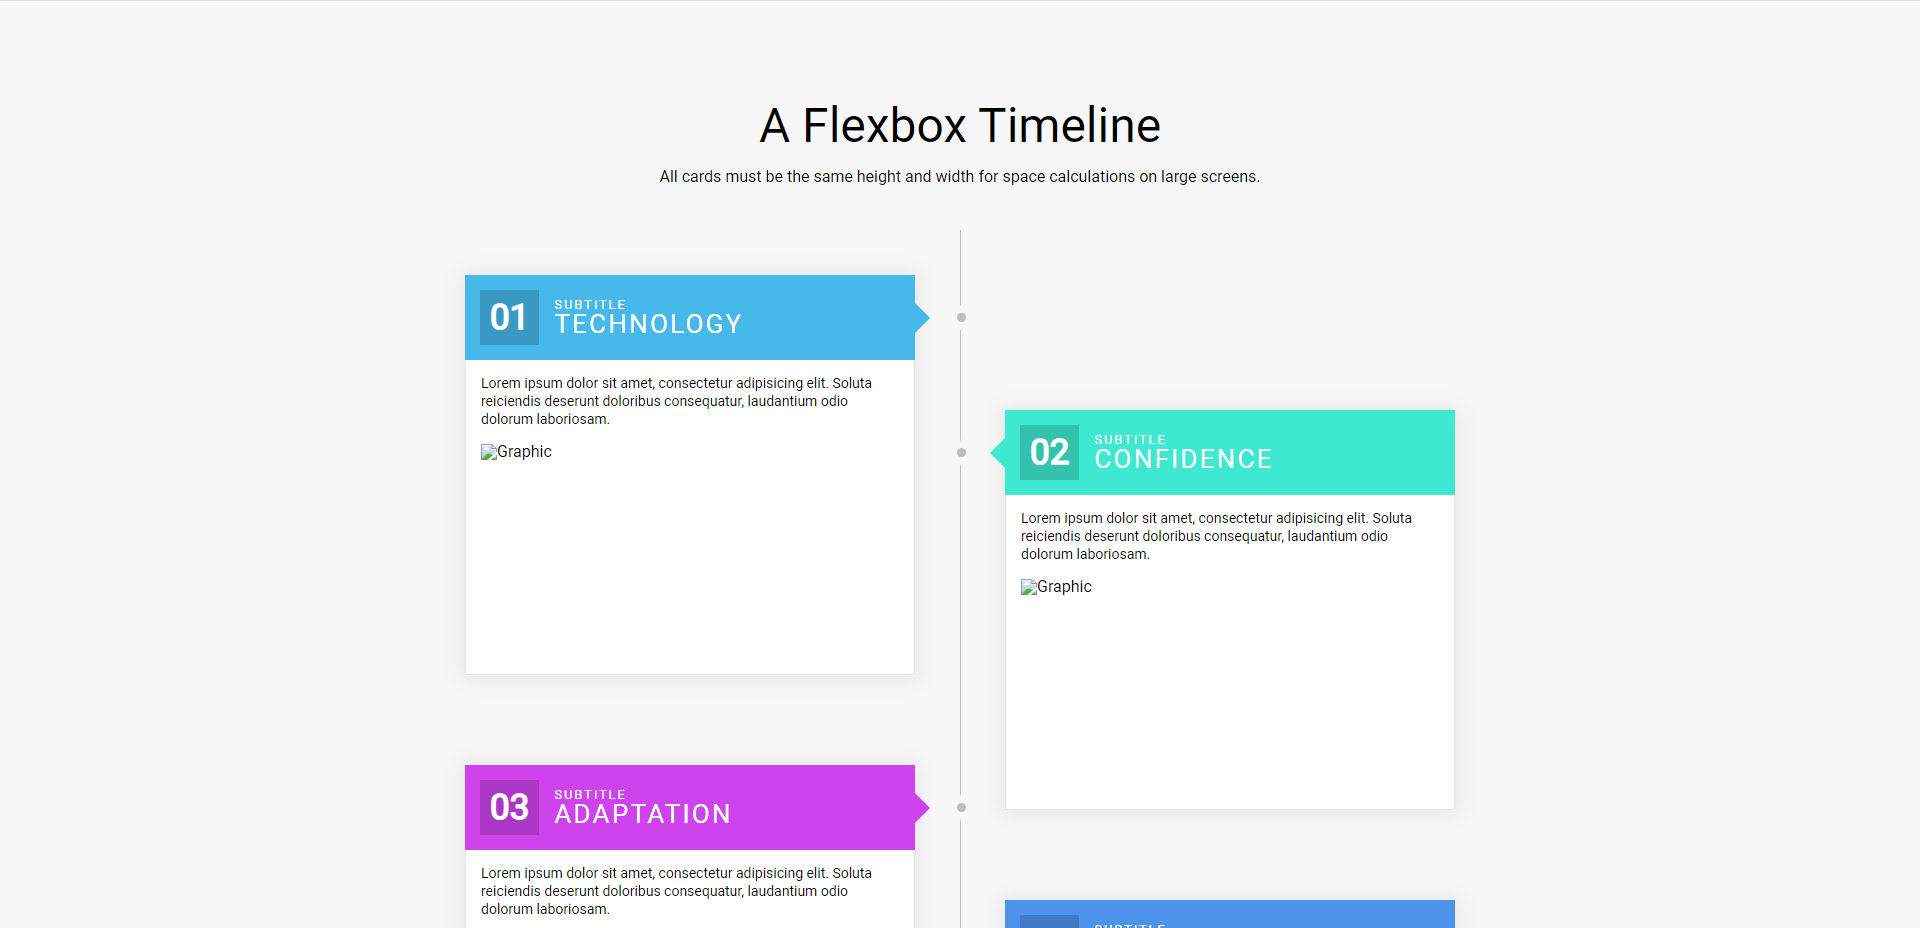 A Flexbox Timeline
All cards must be the same height and width for space calculations on large screens.
01
SUBTITLE
TECHNOLOGY
Lorem ipsum dolor sit amet, consectetur adipisicing elit. Soluta
reiciendis deserunt doloribus consequatur, laudantium odio
dolorum laboriosam.
Graphic
02
SUBTITLE
CONFIDENCE
Lorem ipsum dolor sit amet, consectetur adipisicing elit. Soluta
reiciendis deserunt doloribus consequatur, laudantium odio
dolorum laboriosam.
Graphic
03
SUBTITLE
ADAPTATION
Lorem ipsum dolor sit amet, consectetur adipisicing elit. Soluta
reiciendis deserunt doloribus consequatur, laudantium odio
dolorum laboriosam.
SUBTITLE